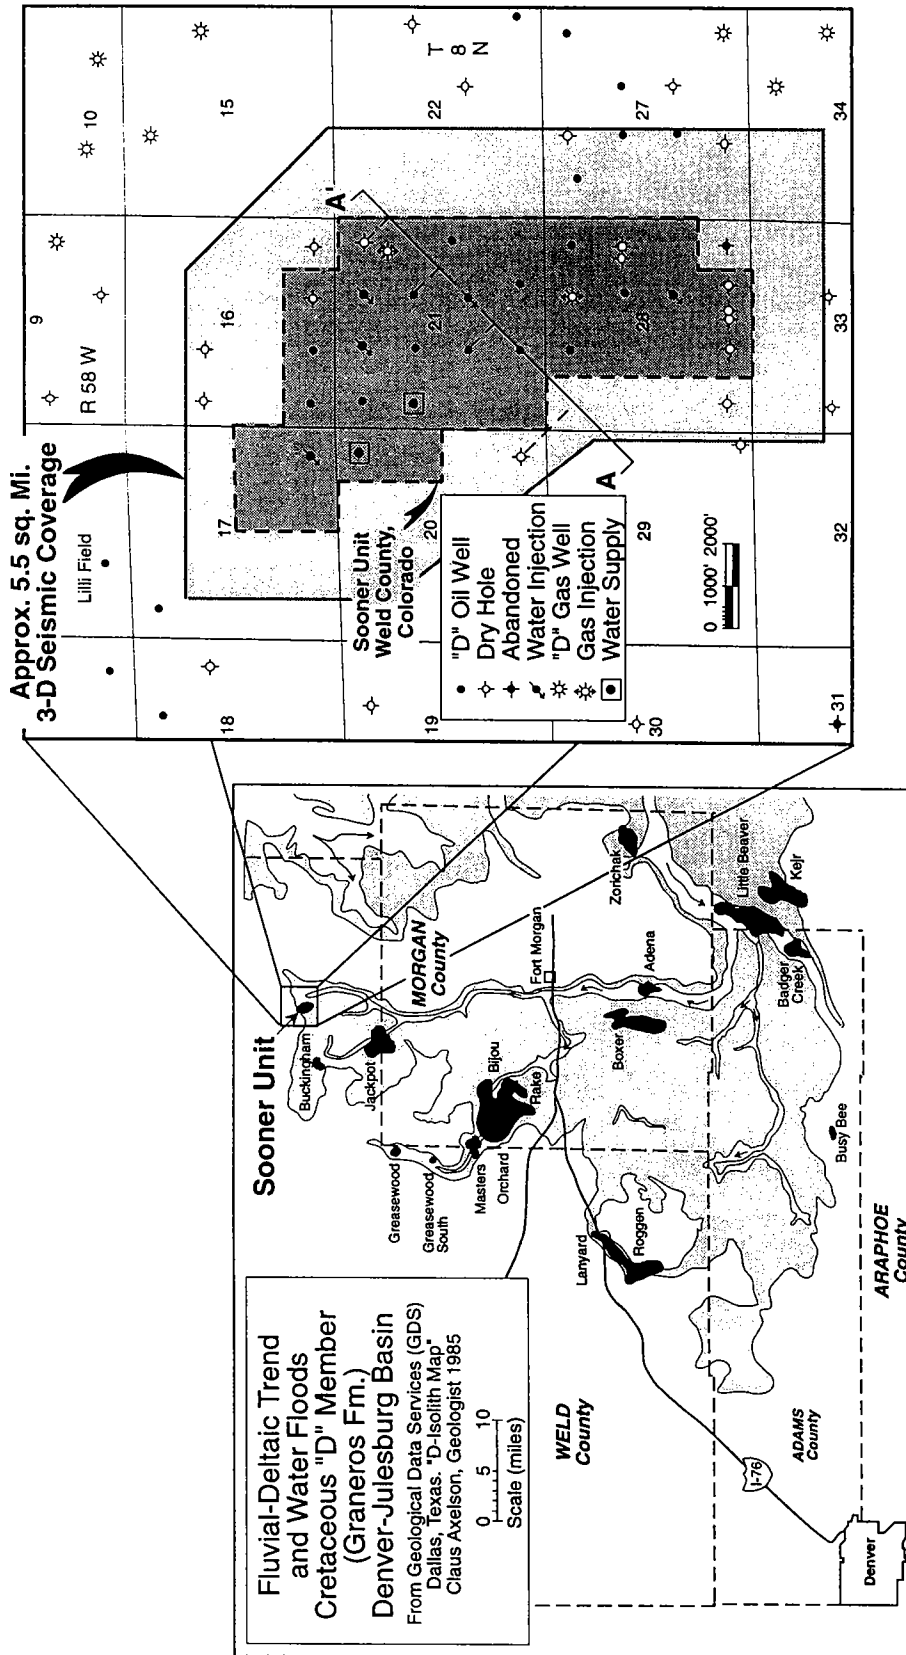 Fluvial-Deltaic Trend
and Water Floods
Cretaceous "D" Member
(Graneros Fm.)
Denver-Julesburg Basin
From Geological Data Services (GDS)
Dallas, Texas. "D-Isolith Map"
Claus Axelson, Geologist 1985
0 5 10
Scale (miles)
Sooner Unit
Buckingham
Jackpot
MORGAN
County
Greasewood
Greasewood
South
Masters
Orchard
Bijou
Rake
Fort Morgan
Zorichak
Adena
Boxer
Lanyard
Roggen
WELD
County
Little Beaver
Kejr
Badger
Creek
Busy Bee
ADAMS
County
I-76
Denver
ARAPHOE
County
Approx. 5.5 sq. Mi.
3-D Seismic Coverage
Lilli Field
R 58 W
T
8
N
9
10
18
17
16
15
19
20
21
22
30
29
28
27
31
32
33
34
A
A'
Sooner Unit
Weld County,
Colorado
"D" Oil Well
Dry Hole
Abandoned
Water Injection
"D" Gas Well
Gas Injection
Water Supply
0 1000' 2000'